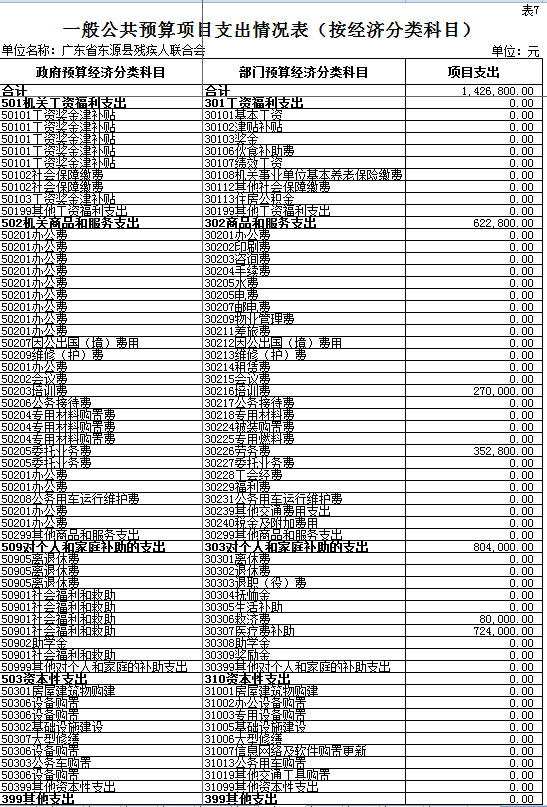 表7
一般公共预算项目支出情况表（按经济分类科目）
单位名称：广东省东源县残疾人联合会 单位：元
政府预算经济分类科目 部门预算经济分类科目 项目支出
合计 合计 1,426,800.00
501机关工资福利支出 301工资福利支出 0.00
50101工资奖金津补贴 30101基本工资 0.00
50101工资奖金津补贴 30102津贴补贴 0.00
50101工资奖金津补贴 30103奖金 0.00
50101工资奖金津补贴 30106伙食补助费 0.00
50101工资奖金津补贴 30107绩效工资 0.00
50102社会保障缴费 30108机关事业单位基本养老保险缴费 0.00
50102社会保障缴费 30112其他社会保障缴费 0.00
50103工资奖金津补贴 30113住房公积金 0.00
50199其他工资福利支出 30199其他工资福利支出 0.00
502机关商品和服务支出 302商品和服务支出 622,800.00
50201办公费 30201办公费 0.00
50201办公费 30202印刷费 0.00
50201办公费 30203咨询费 0.00
50201办公费 30204手续费 0.00
50201办公费 30205水费 0.00
50201办公费 30205电费 0.00
50201办公费 30207邮电费 0.00
50201办公费 30209物业管理费 0.00
50201办公费 30211差旅费 0.00
50207因公出国（境）费用 30212因公出国（境）费用 0.00
50209维修（护）费 30213维修（护）费 0.00
50201办公费 30214租赁费 0.00
50202会议费 30215会议费 0.00
50203培训费 30216培训费 270,000.00
50206公务接待费 30217公务接待费 0.00
50204专用材料购置费 30218专用材料费 0.00
50204专用材料购置费 30224被装购置费 0.00
50204专用材料购置费 30225专用燃料费 0.00
50205委托业务费 30226劳务费 352,800.00
50205委托业务费 30227委托业务费 0.00
50201办公费 30228工会经费 0.00
50201办公费 30229福利费 0.00
50208公务用车运行维护费 30231公务用车运行维护费 0.00
50201办公费 30239其他交通费用支出 0.00
50201办公费 30240税金及附加费用 0.00
50299其他商品和服务支出 30299其他商品和服务支出 0.00
509对个人和家庭补助的支出 303对个人和家庭补助的支出 804,000.00
50905离退休费 30301离休费 0.00
50905离退休费 30302退休费 0.00
50905离退休费 30303退职（役）费 0.00
50901社会福利和救助 30304抚恤金 0.00
50901社会福利和救助 30305生活补助 0.00
50901社会福利和救助 30306救济费 80,000.00
50901社会福利和救助 30307医疗费补助 724,000.00
50902助学金 30308助学金 0.00
50901社会福利和救助 30309奖励金 0.00
50999其他对个人和家庭的补助支出 30399其他对个人和家庭的补助支出 0.00
503资本性支出 310资本性支出 0.00
50301房屋建筑物购建 31001房屋建筑物购建 0.00
50306设备购置 31002办公设备购置 0.00
50306设备购置 31003专用设备购置 0.00
50302基础设施建设 31005基础设施建设 0.00
50307大型修缮 31006大型修缮 0.00
50306设备购置 31007信息网络及软件购置更新 0.00
50303公务车购置 31013公务用车购置 0.00
50306设备购置 31019其他交通工具购置 0.00
50399其他资本性支出 31099其他资本性支出 0.00
399其他支出 399其他支出 0.00